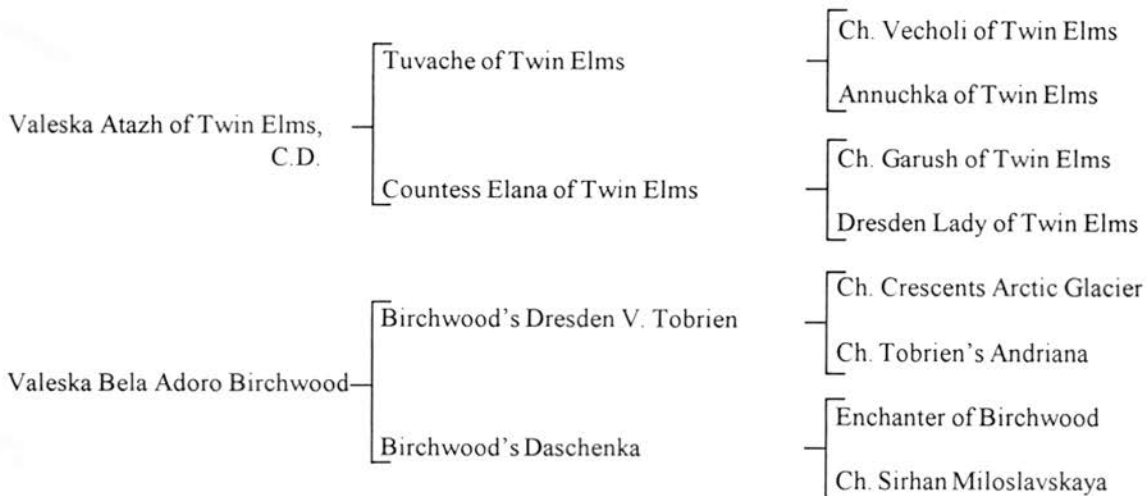 Ch. Vecholi of Twin Elms
Tuvache of Twin Elms
Annuchka of Twin Elms
Valeska Atazh of Twin Elms,
C.D.
Ch. Garush of Twin Elms
Countess Elana of Twin Elms
Dresden Lady of Twin Elms
Ch. Crescents Arctic Glacier
Birchwood's Dresden V. Tobrien
Ch. Tobrien's Andriana
Valeska Bela Adoro Birchwood
Enchanter of Birchwood
Birchwood's Daschenka
Ch. Sirhan Miloslavskaya